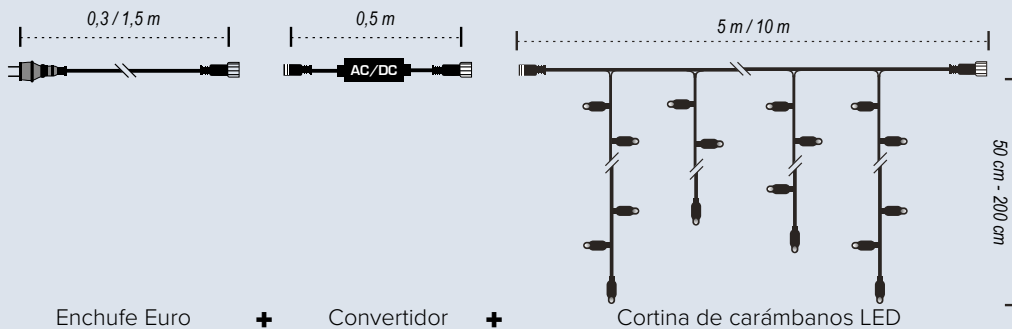 0,3 / 1,5 m
0,5 m
5 m / 10 m
AC/DC
50 cm - 200 cm
Enchufe Euro + Convertidor + Cortina de carámbanos LED